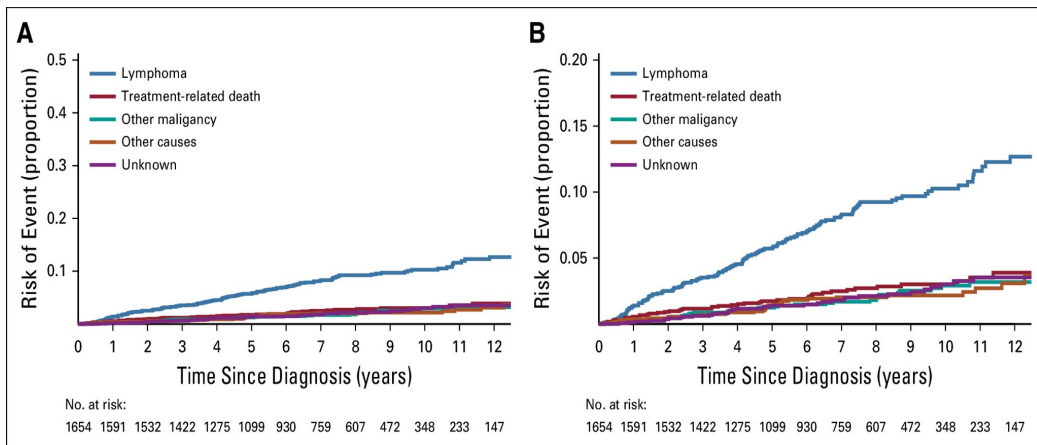 A
Risk of Event (proportion)
0.5
0.4
0.3
0.2
0.1
Lymphoma
Treatment-related death
Other maligancy
Other causes
Unknown
0 1 2 3 4 5 6 7 8 9 10 11 12
Time Since Diagnosis (years)
No. at risk:
1654 1591 1532 1422 1275 1099 930 759 607 472 348 233 147
B
Risk of Event (proportion)
0.20
0.15
0.10
0.05
Lymphoma
Treatment-related death
Other maligancy
Other causes
Unknown
0 1 2 3 4 5 6 7 8 9 10 11 12
Time Since Diagnosis (years)
No. at risk:
1654 1591 1532 1422 1275 1099 930 759 607 472 348 233 147